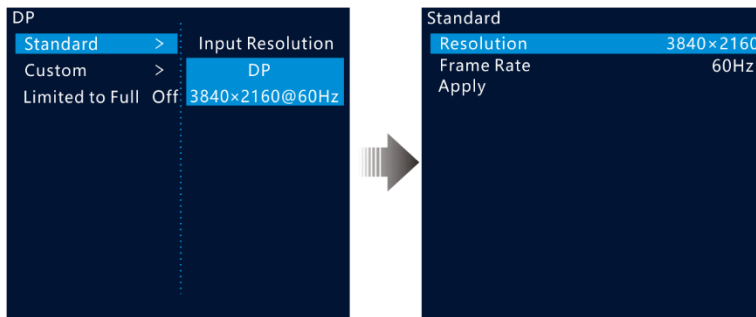 DP
Standard > Input Resolution
Custom > DP
Limited to Full Off 3840×2160@60Hz
Standard
Resolution 3840×2160
Frame Rate 60Hz
Apply